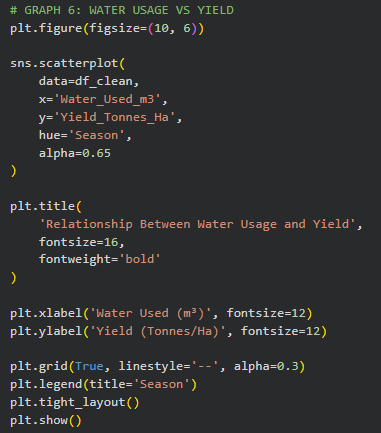 # GRAPH 6: WATER USAGE VS YIELD
plt.figure(figsize=(10, 6))
sns.scatterplot(
    data=df_clean,
    x='Water_Used_m3',
    y='Yield_Tonnes_Ha',
    hue='Season',
    alpha=0.65
)
plt.title(
    'Relationship Between Water Usage and Yield',
    fontsize=16,
    fontweight='bold'
)
plt.xlabel('Water Used (m³)', fontsize=12)
plt.ylabel('Yield (Tonnes/Ha)', fontsize=12)
plt.grid(True, linestyle='--', alpha=0.3)
plt.legend(title='Season')
plt.tight_layout()
plt.show()